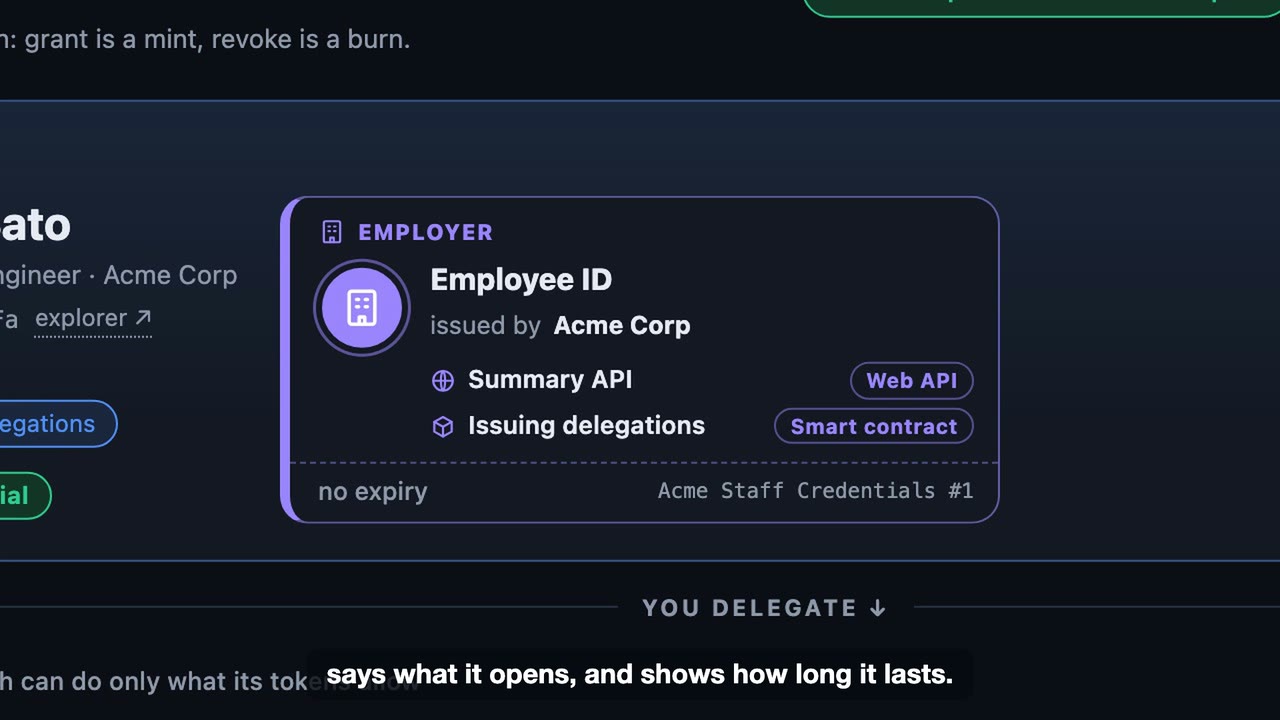 n: grant is a mint, revoke is a burn.
ato
ngineer · Acme Corp
Fa explorer ↗
egations
ial
EMPLOYER
Employee ID
issued by Acme Corp
Summary API Web API
Issuing delegations Smart contract
no expiry Acme Staff Credentials #1
YOU DELEGATE ↓
h can do only what its tokens allow
says what it opens, and shows how long it lasts.